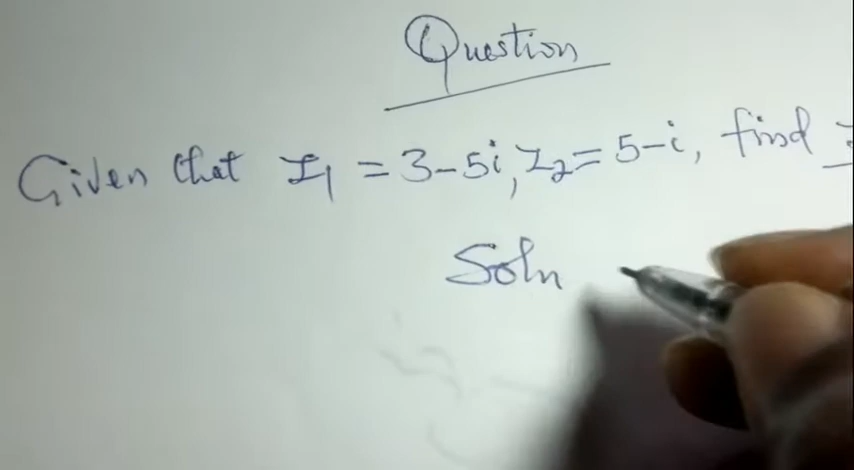 Question
Given that Z1 = 3-5i, Z2 = 5-i, find
Soln